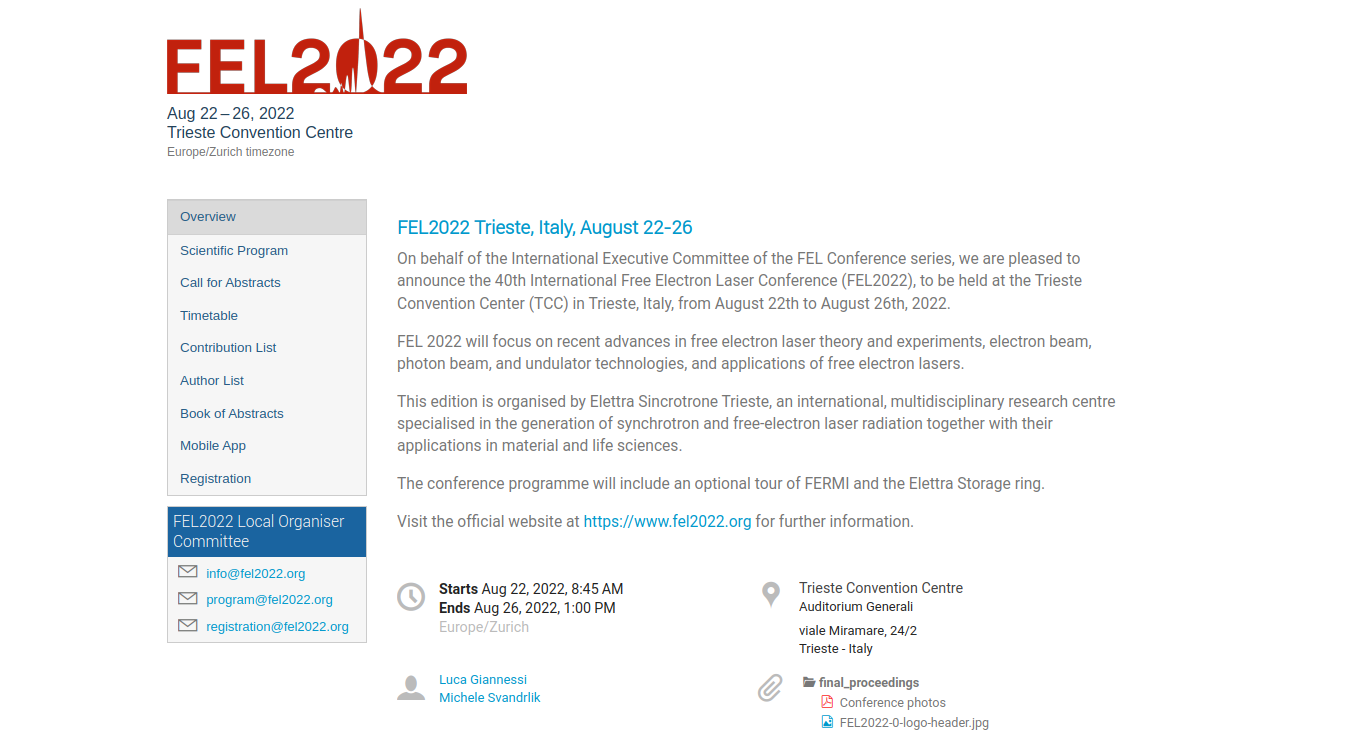 FEL2022
Aug 22 – 26, 2022
Trieste Convention Centre
Europe/Zurich timezone
Overview
Scientific Program
Call for Abstracts
Timetable
Contribution List
Author List
Book of Abstracts
Mobile App
Registration
FEL2022 Local Organiser
Committee
info@fel2022.org
program@fel2022.org
registration@fel2022.org
FEL2022 Trieste, Italy, August 22-26
On behalf of the International Executive Committee of the FEL Conference series, we are pleased to
announce the 40th International Free Electron Laser Conference (FEL2022), to be held at the Trieste
Convention Center (TCC) in Trieste, Italy, from August 22th to August 26th, 2022.
FEL 2022 will focus on recent advances in free electron laser theory and experiments, electron beam,
photon beam, and undulator technologies, and applications of free electron lasers.
This edition is organised by Elettra Sincrotrone Trieste, an international, multidisciplinary research centre
specialised in the generation of synchrotron and free-electron laser radiation together with their
applications in material and life sciences.
The conference programme will include an optional tour of FERMI and the Elettra Storage ring.
Visit the official website at https://www.fel2022.org for further information.
Starts Aug 22, 2022, 8:45 AM
Ends Aug 26, 2022, 1:00 PM
Europe/Zurich
Trieste Convention Centre
Auditorium Generali
viale Miramare, 24/2
Trieste - Italy
Luca Giannessi
Michele Svandrlik
final_proceedings
Conference photos
FEL2022-0-logo-header.jpg